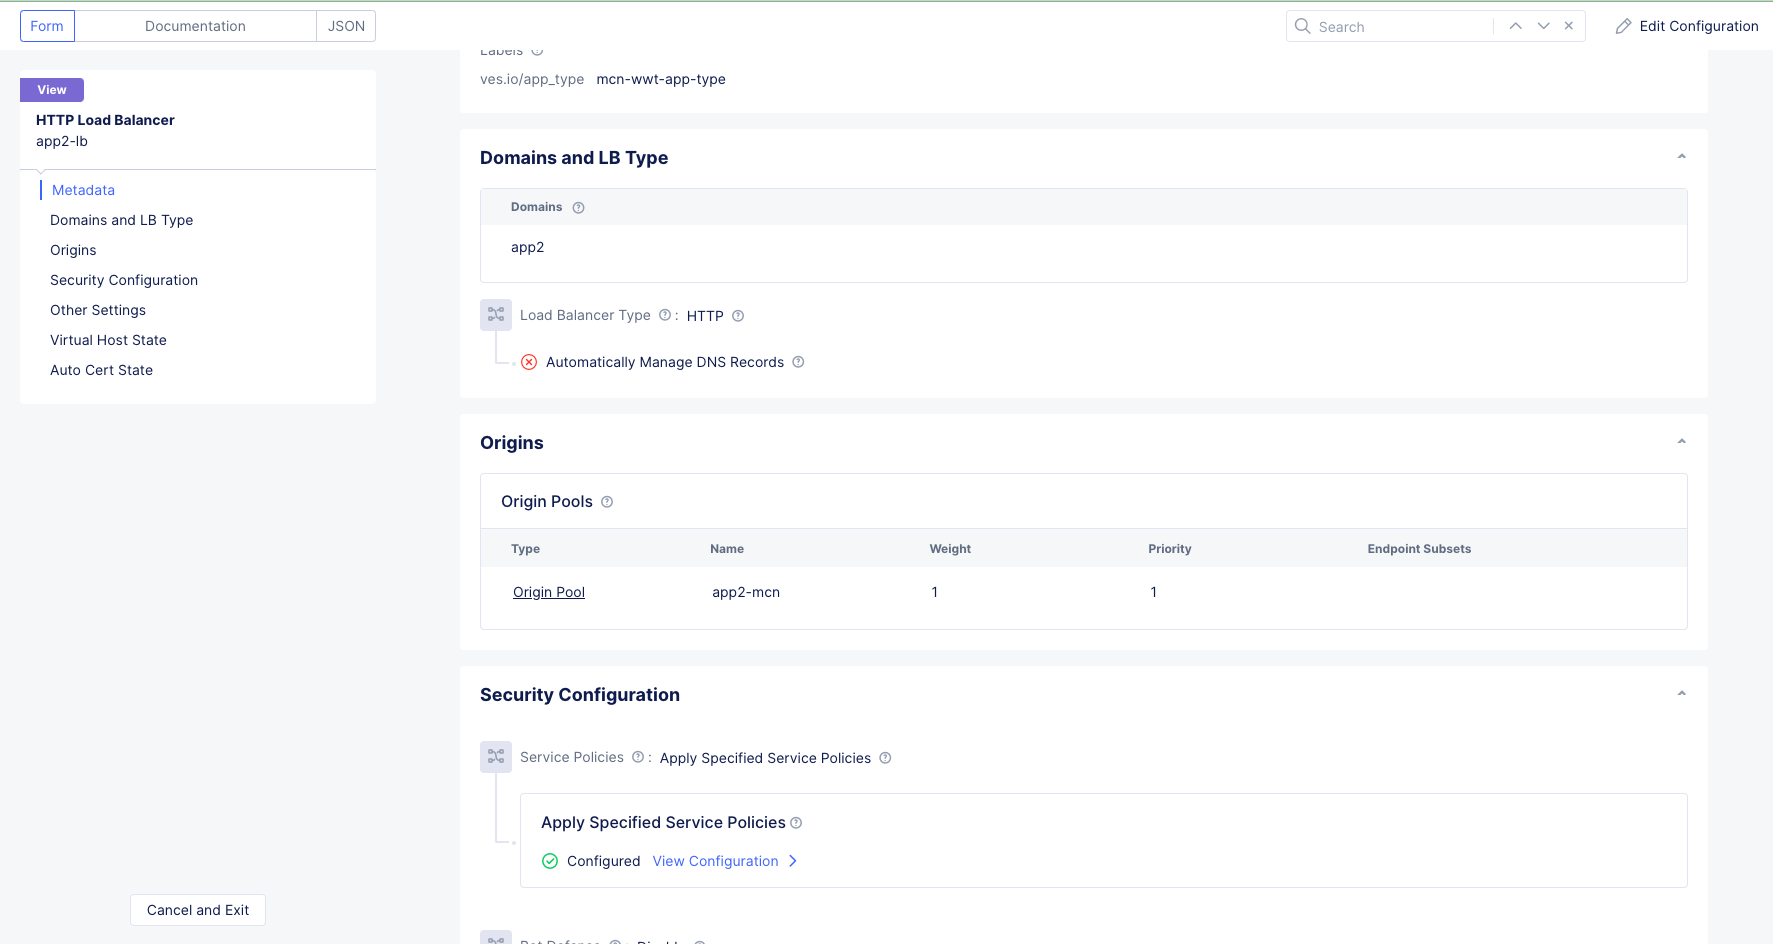 Form Documentation JSON Search Edit Configuration
Labels
ves.io/app_type mcn-wwt-app-type
View
HTTP Load Balancer
app2-lb
Metadata
Domains and LB Type
Origins
Security Configuration
Other Settings
Virtual Host State
Auto Cert State
Cancel and Exit
Domains and LB Type
Domains
app2
Load Balancer Type : HTTP
Automatically Manage DNS Records
Origins
Origin Pools
Type Name Weight Priority Endpoint Subsets
Origin Pool app2-mcn 1 1
Security Configuration
Service Policies : Apply Specified Service Policies
Apply Specified Service Policies
Configured View Configuration
Bot Defense :